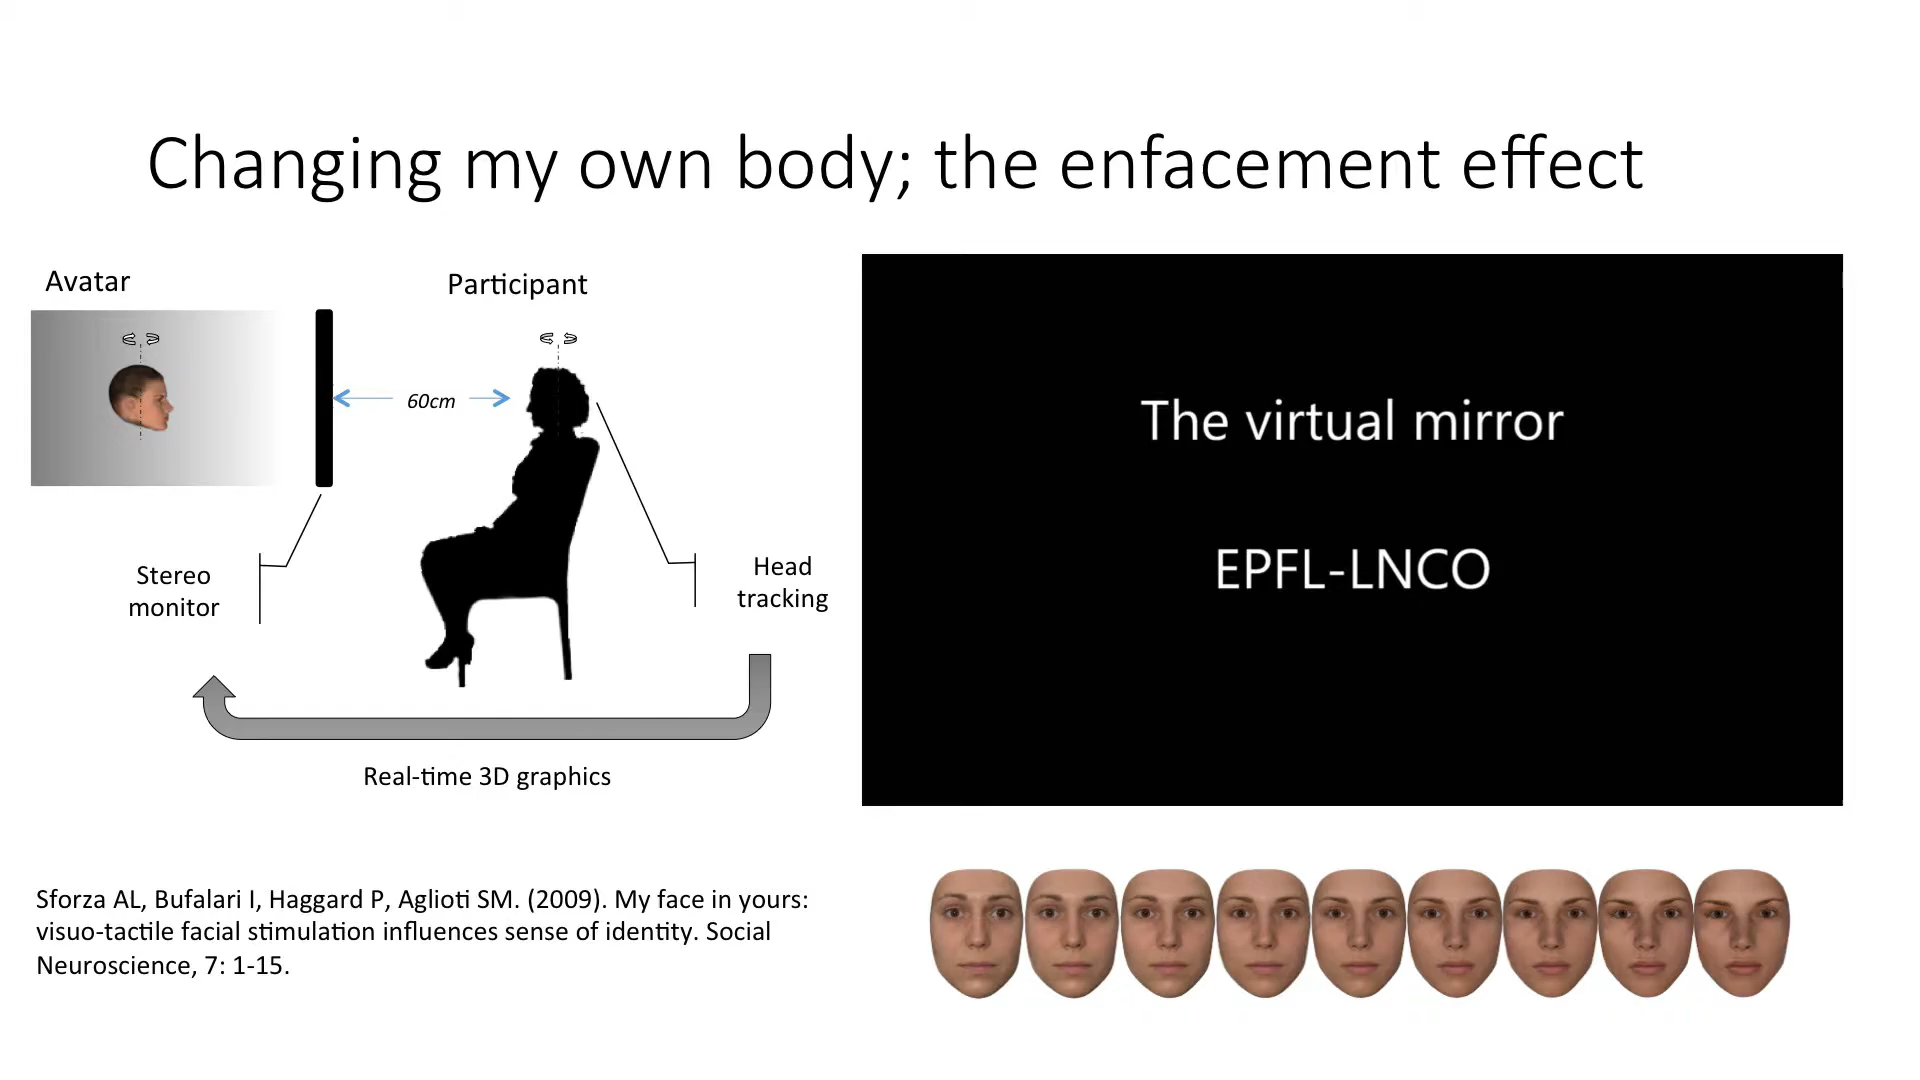 Changing my own body; the enfacement effect
Avatar
Participant
60cm
Stereo
monitor
Head
tracking
Real-time 3D graphics
The virtual mirror
EPFL-LNCO
Sforza AL, Bufalari I, Haggard P, Aglioti SM. (2009). My face in yours:
visuo-tactile facial stimulation influences sense of identity. Social
Neuroscience, 7: 1-15.